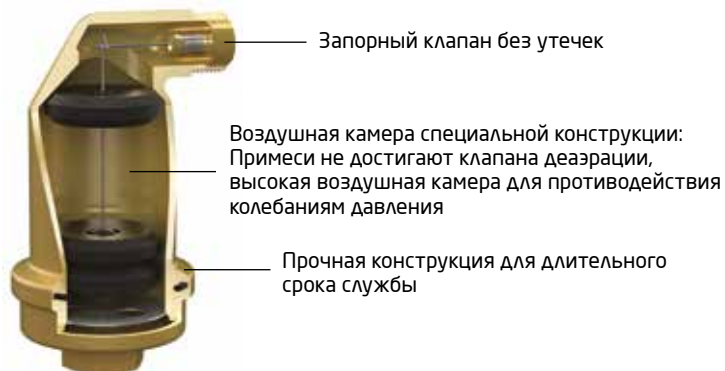 Запорный клапан без утечек
Воздушная камера специальной конструкции:
Примеси не достигают клапана деаэрации,
высокая воздушная камера для противодействия
колебаниям давления
Прочная конструкция для длительного
срока службы